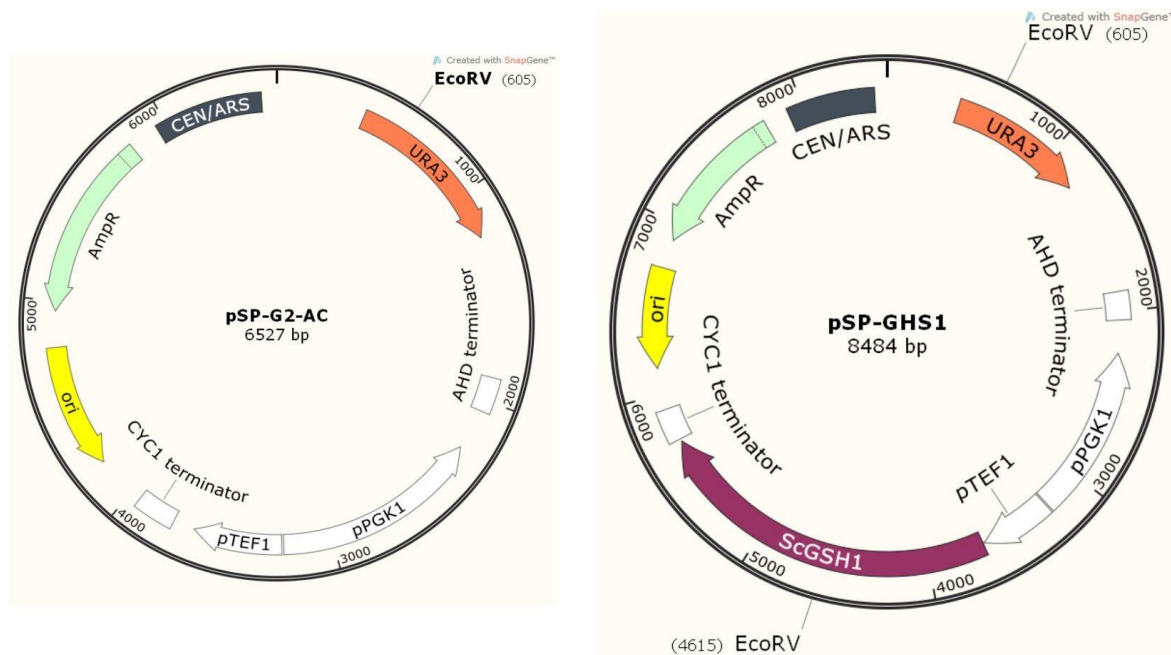 Created with SnapGene™
EcoRV (605)
6000
CEN/ARS
URA3
1000
AmpR
AHD terminator
pSP-G2-AC
6527 bp
5000
2000
ori
CYC1 terminator
4000
pTEF1
pPGK1
3000
Created with SnapGene™
EcoRV (605)
8000
CEN/ARS
URA3
1000
AmpR
7000
AHD terminator
2000
ori
pSP-GHS1
8484 bp
CYC1 terminator
6000
pTEF1
pPGK1
3000
ScGSH1
5000
4000
(4615) EcoRV